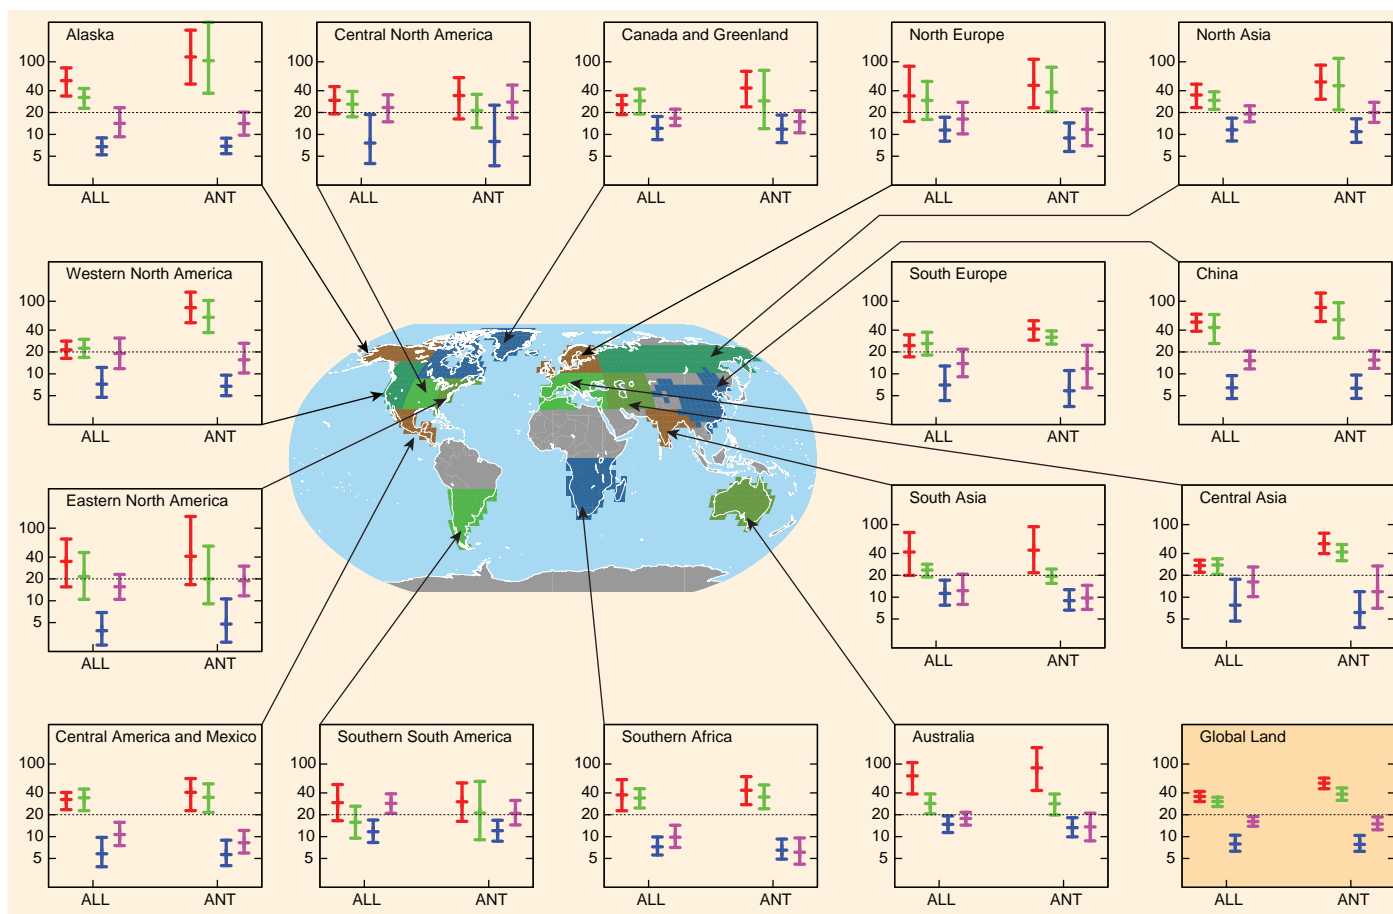 Alaska
100
40
20
10
5
ALL ANT
Central North America
100
40
20
10
5
ALL ANT
Canada and Greenland
100
40
20
10
5
ALL ANT
North Europe
100
40
20
10
5
ALL ANT
North Asia
100
40
20
10
5
ALL ANT
Western North America
100
40
20
10
5
ALL ANT
South Europe
100
40
20
10
5
ALL ANT
China
100
40
20
10
5
ALL ANT
Eastern North America
100
40
20
10
5
ALL ANT
South Asia
100
40
20
10
5
ALL ANT
Central Asia
100
40
20
10
5
ALL ANT
Central America and Mexico
100
40
20
10
5
ALL ANT
Southern South America
100
40
20
10
5
ALL ANT
Southern Africa
100
40
20
10
5
ALL ANT
Australia
100
40
20
10
5
ALL ANT
Global Land
100
40
20
10
5
ALL ANT